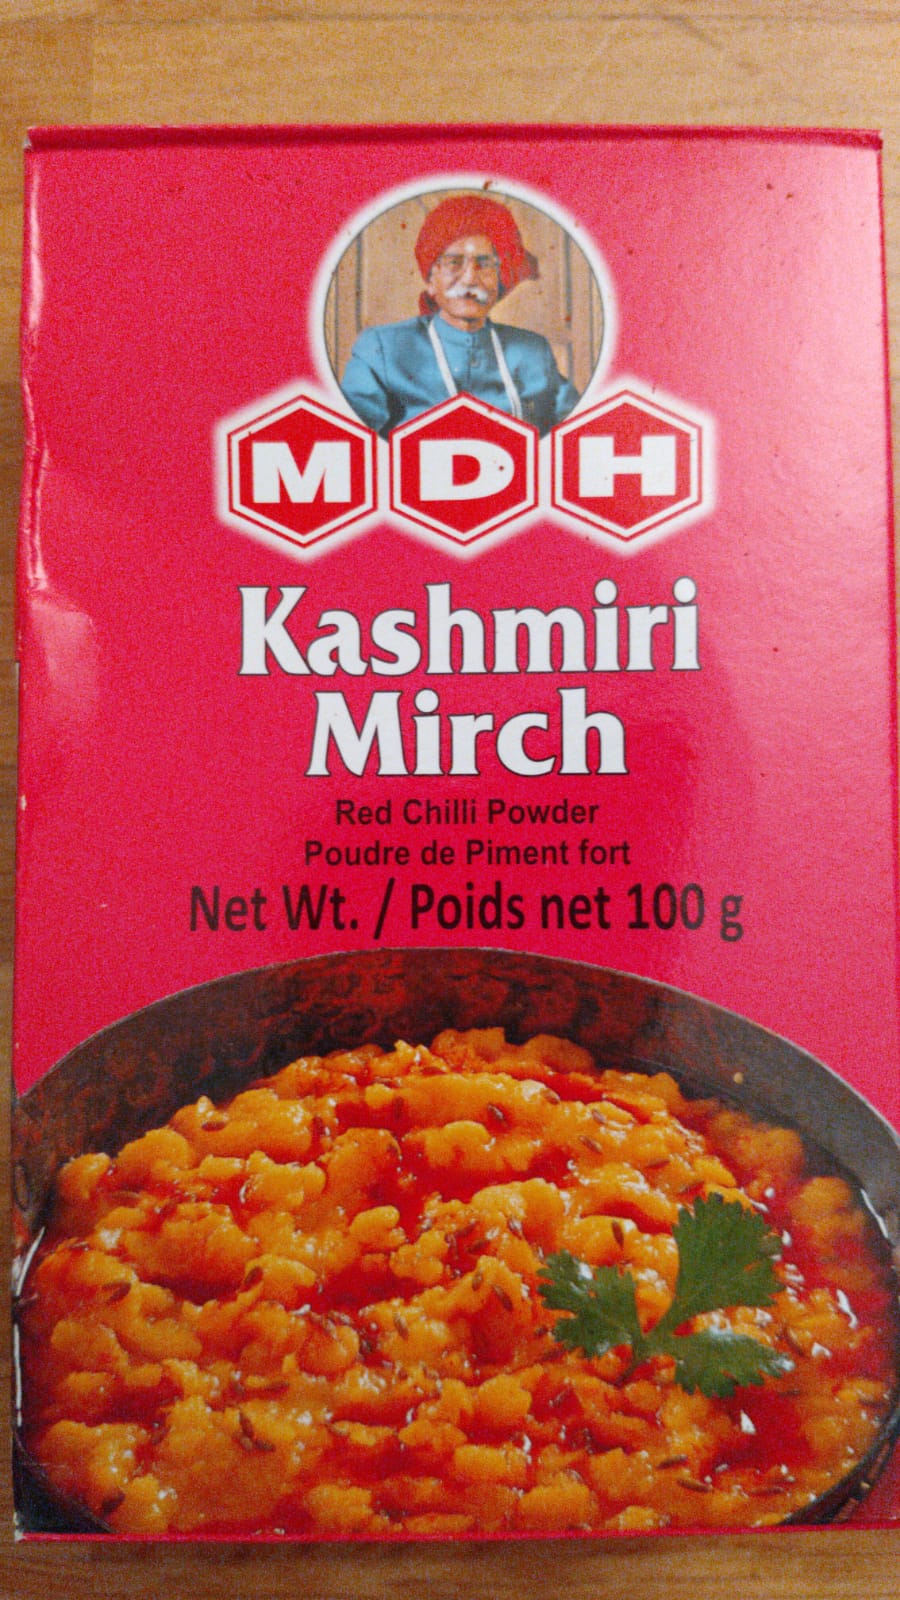 MDH
Kashmiri
Mirch
Red Chilli Powder
Poudre de Piment fort
Net Wt. / Poids net 100 g